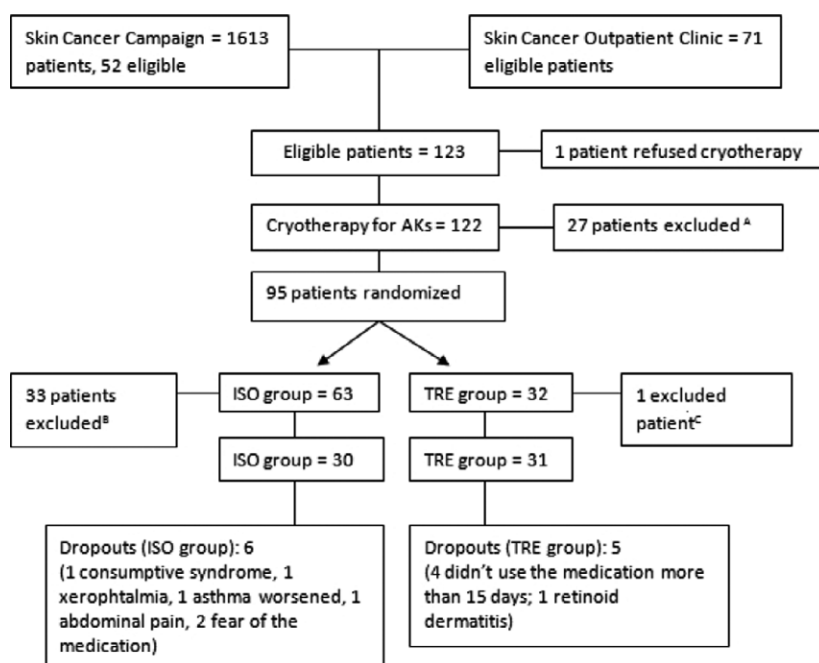 Skin Cancer Campaign = 1613
patients, 52 eligible
Skin Cancer Outpatient Clinic = 71
eligible patients
Eligible patients = 123
1 patient refused cryotherapy
Cryotherapy for AKs = 122
27 patients excluded A
95 patients randomized
33 patients
excludedB
ISO group = 63
TRE group = 32
1 excluded
patientC
ISO group = 30
TRE group = 31
Dropouts (ISO group): 6
(1 consumptive syndrome, 1
xerophtalmia, 1 asthma worsened, 1
abdominal pain, 2 fear of the
medication)
Dropouts (TRE group): 5
(4 didn't use the medication more
than 15 days; 1 retinoid
dermatitis)